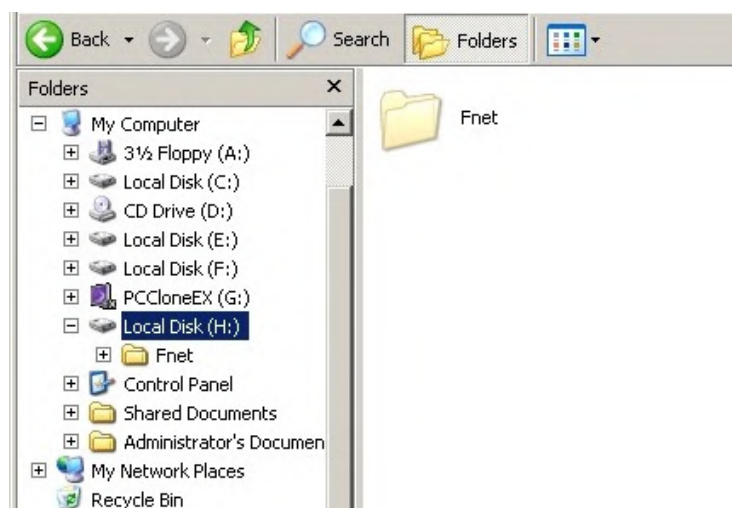 Back
Search
Folders
Folders
My Computer
3½ Floppy (A:)
Local Disk (C:)
CD Drive (D:)
Local Disk (E:)
Local Disk (F:)
PCCloneEX (G:)
Local Disk (H:)
Fnet
Control Panel
Shared Documents
Administrator's Documen
My Network Places
Recycle Bin
Fnet